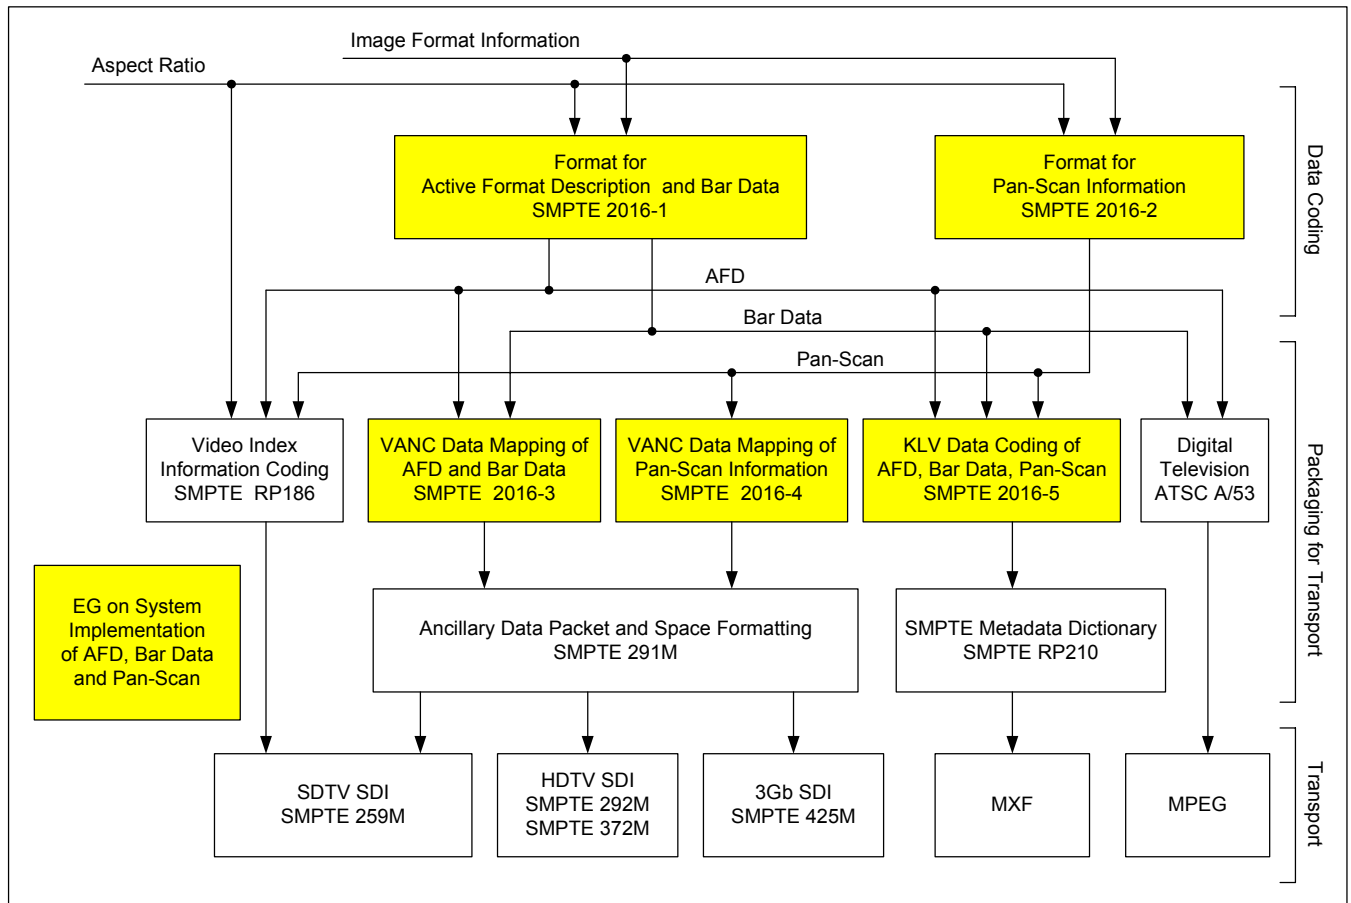 Image Format Information
Aspect Ratio
Format for
Active Format Description and Bar Data
SMPTE 2016-1
Format for
Pan-Scan Information
SMPTE 2016-2
Data Coding
AFD
Bar Data
Pan-Scan
Video Index
Information Coding
SMPTE RP186
VANC Data Mapping of
AFD and Bar Data
SMPTE 2016-3
VANC Data Mapping of
Pan-Scan Information
SMPTE 2016-4
KLV Data Coding of
AFD, Bar Data, Pan-Scan
SMPTE 2016-5
Digital
Television
ATSC A/53
Packaging for Transport
EG on System
Implementation
of AFD, Bar Data
and Pan-Scan
Ancillary Data Packet and Space Formatting
SMPTE 291M
SMPTE Metadata Dictionary
SMPTE RP210
SDTV SDI
SMPTE 259M
HDTV SDI
SMPTE 292M
SMPTE 372M
3Gb SDI
SMPTE 425M
MXF
MPEG
Transport